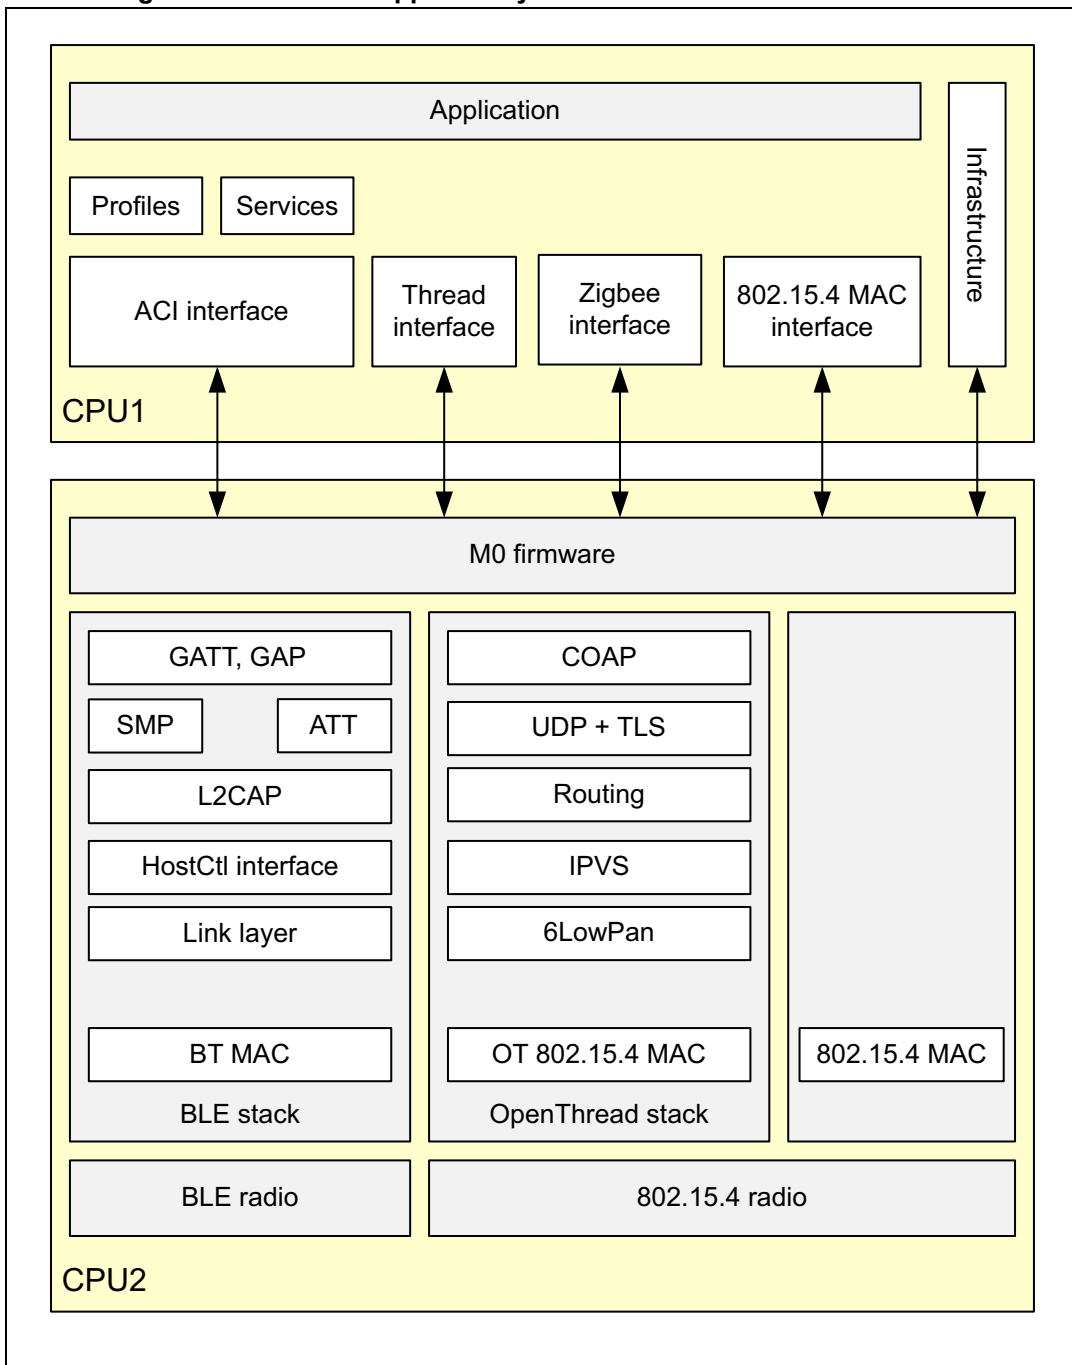 Application
Infrastructure
Profiles
Services
ACI interface
Thread
interface
Zigbee
interface
802.15.4 MAC
interface
CPU1
M0 firmware
GATT, GAP
SMP
ATT
L2CAP
HostCtl interface
Link layer
BT MAC
BLE stack
COAP
UDP + TLS
Routing
IPVS
6LowPan
OT 802.15.4 MAC
OpenThread stack
802.15.4 MAC
BLE radio
802.15.4 radio
CPU2